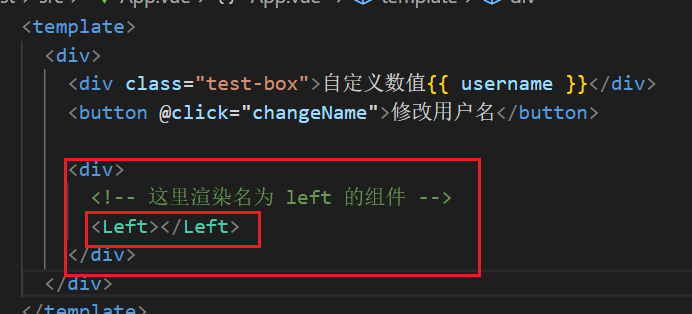 src > App.vue > {} > App.vue > template > div
<template>
<div>
<div class="test-box">自定义数值{{ username }}</div>
<button @click="changeName">修改用户名</button>
<div>
<!-- 这里渲染名为 left 的组件 -->
<Left></Left>
</div>
</div>
</template>